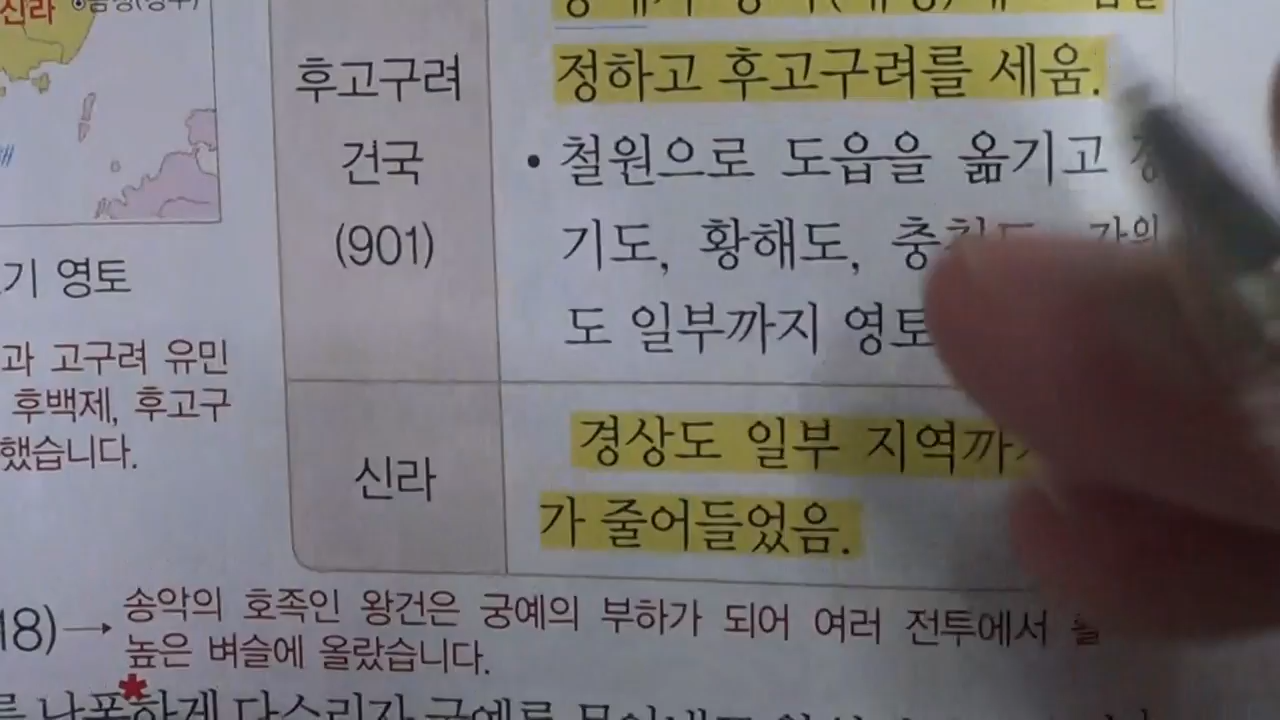 신라
후고구려
건국
(901)
정하고 후고구려를 세움.
• 철원으로 도읍을 옮기고
기도, 황해도,
도 일부까지 영토
기 영토
과 고구려 유민
후백제, 후고구
했습니다.
신라
경상도 일부 지역까
가 줄어들었음.
18)→ 송악의 호족인 왕건은 궁예의 부하가 되어 여러 전투에서
높은 벼슬에 올랐습니다.